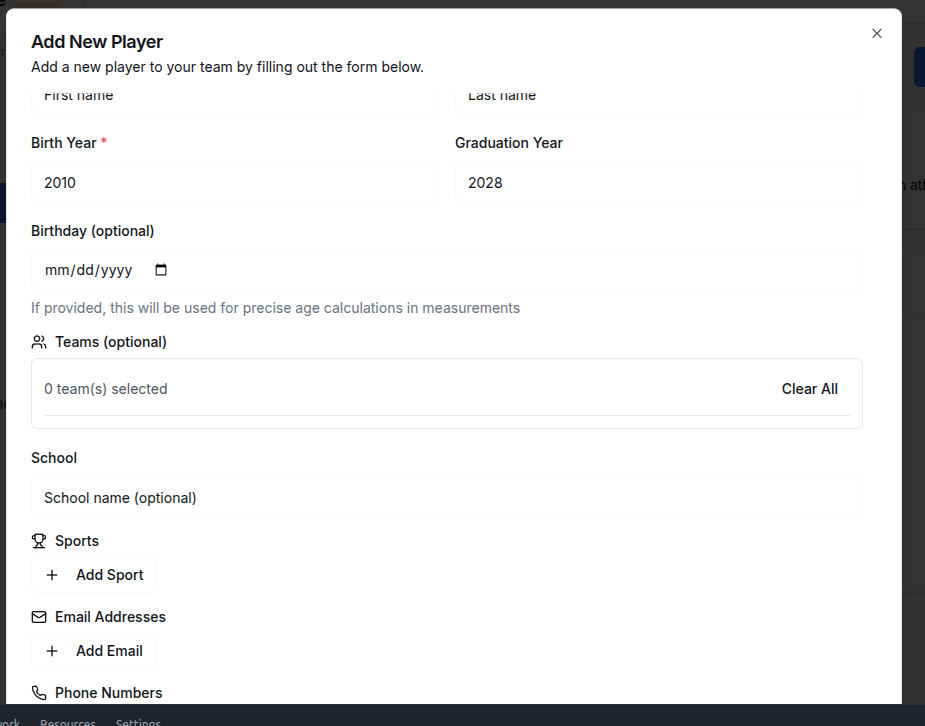 Add New Player
Add a new player to your team by filling out the form below.
First name
Last name
Birth Year *
Graduation Year
2010
2028
Birthday (optional)
mm/dd/yyyy
If provided, this will be used for precise age calculations in measurements
Teams (optional)
0 team(s) selected
Clear All
School
School name (optional)
Sports
+ Add Sport
Email Addresses
+ Add Email
Phone Numbers
Resources
Settings